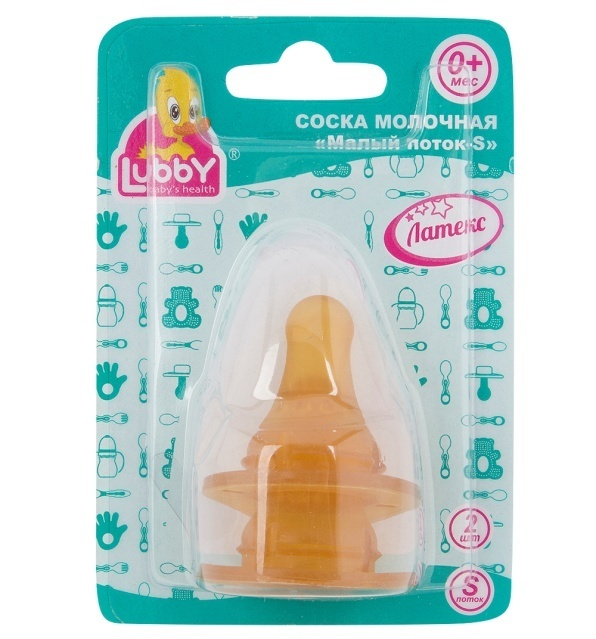 0+
мес
СОСКА МОЛОЧНАЯ
«Малый поток-S»
LubbY®
baby's health
Латекс
2
шт
S
поток